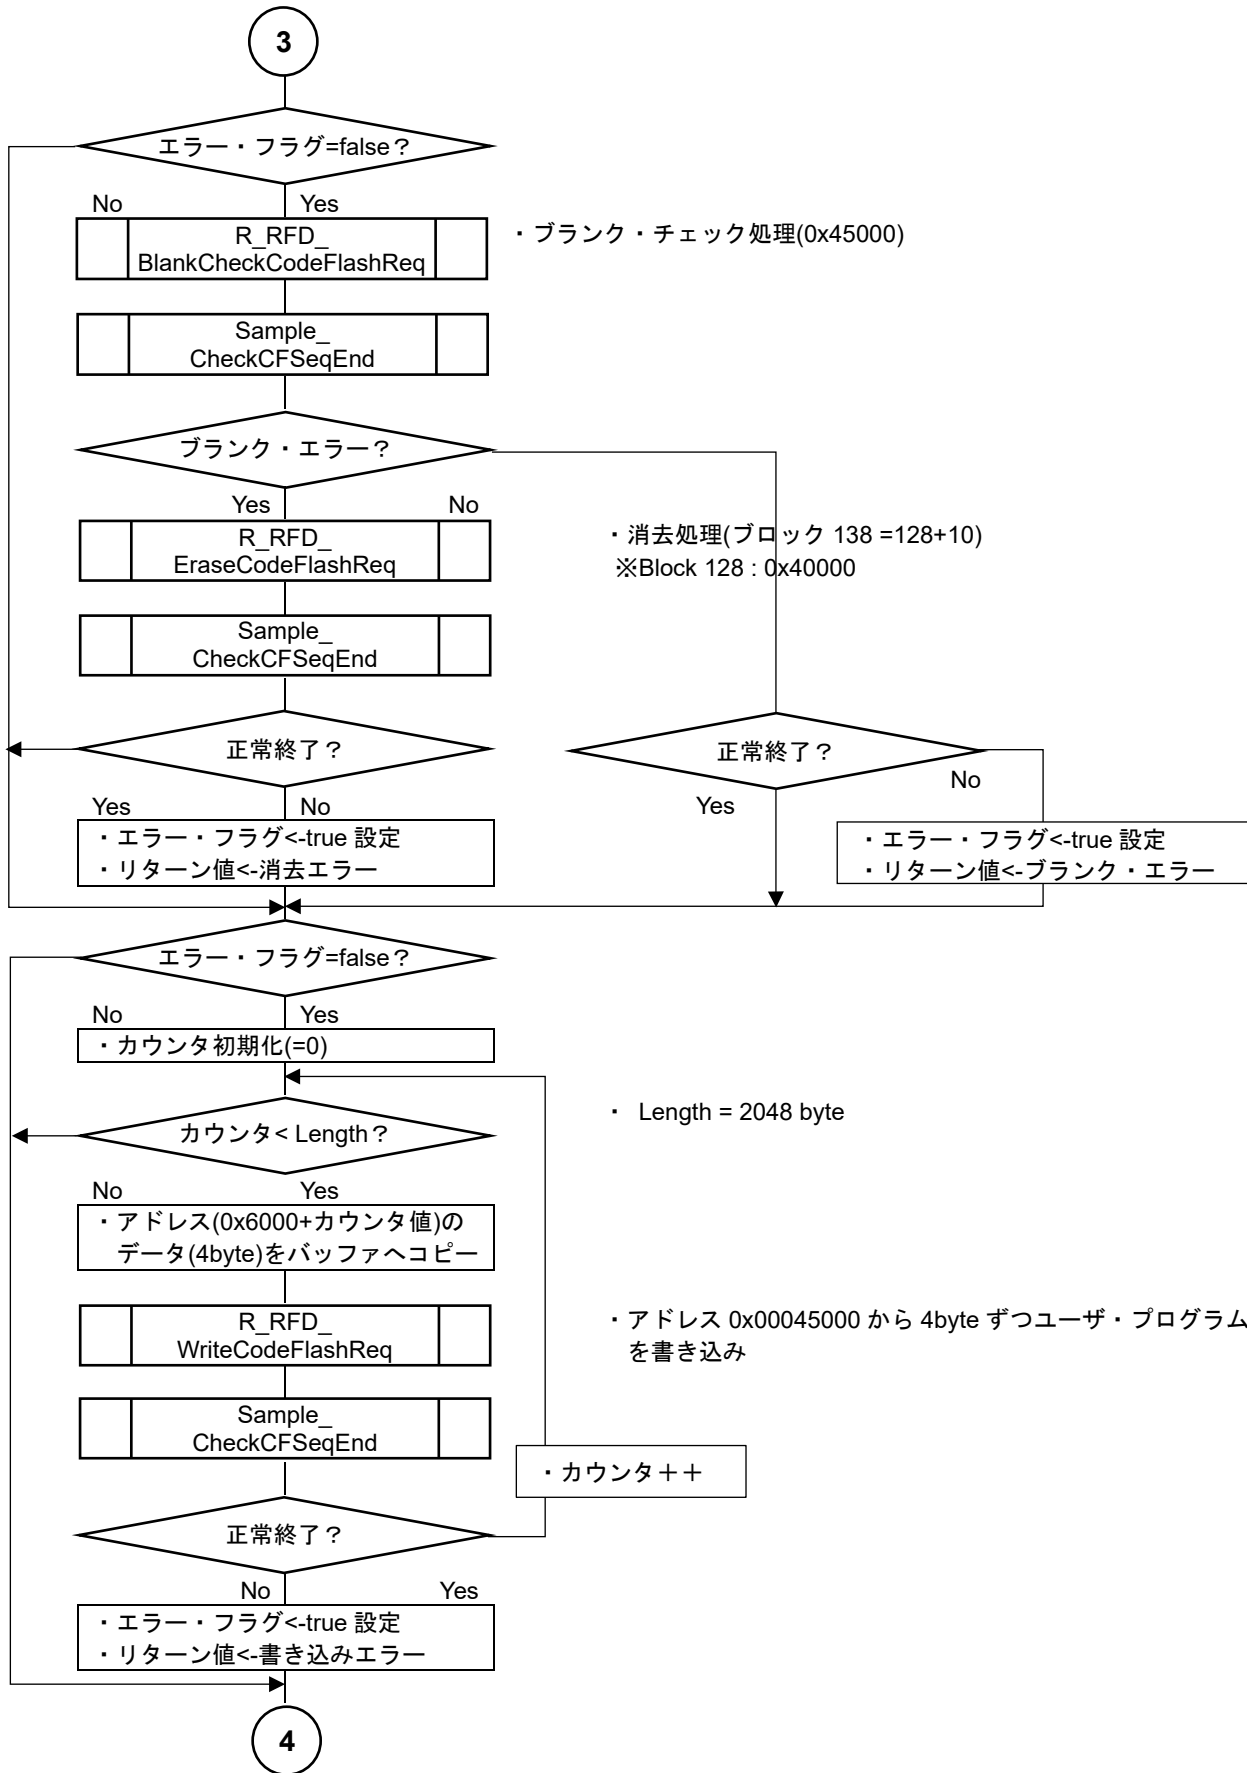 3
エラー・フラグ=false？
No
Yes
R_RFD_
BlankCheckCodeFlashReq
・ブランク・チェック処理(0x45000)
Sample_
CheckCFSeqEnd
ブランク・エラー？
Yes
No
R_RFD_
EraseCodeFlashReq
・消去処理(ブロック 138 =128+10)
※Block 128 : 0x40000
Sample_
CheckCFSeqEnd
正常終了？
正常終了？
Yes
No
Yes
No
・エラー・フラグ<-true 設定
・リターン値<-消去エラー
・エラー・フラグ<-true 設定
・リターン値<-ブランク・エラー
エラー・フラグ=false？
No
Yes
・カウンタ初期化(=0)
カウンタ< Length？
・ Length = 2048 byte
No
Yes
・アドレス(0x6000+カウンタ値)の
データ(4byte)をバッファへコピー
R_RFD_
WriteCodeFlashReq
・アドレス 0x00045000 から 4byte ずつユーザ・プログラム
を書き込み
Sample_
CheckCFSeqEnd
・カウンタ＋＋
正常終了？
No
Yes
・エラー・フラグ<-true 設定
・リターン値<-書き込みエラー
4